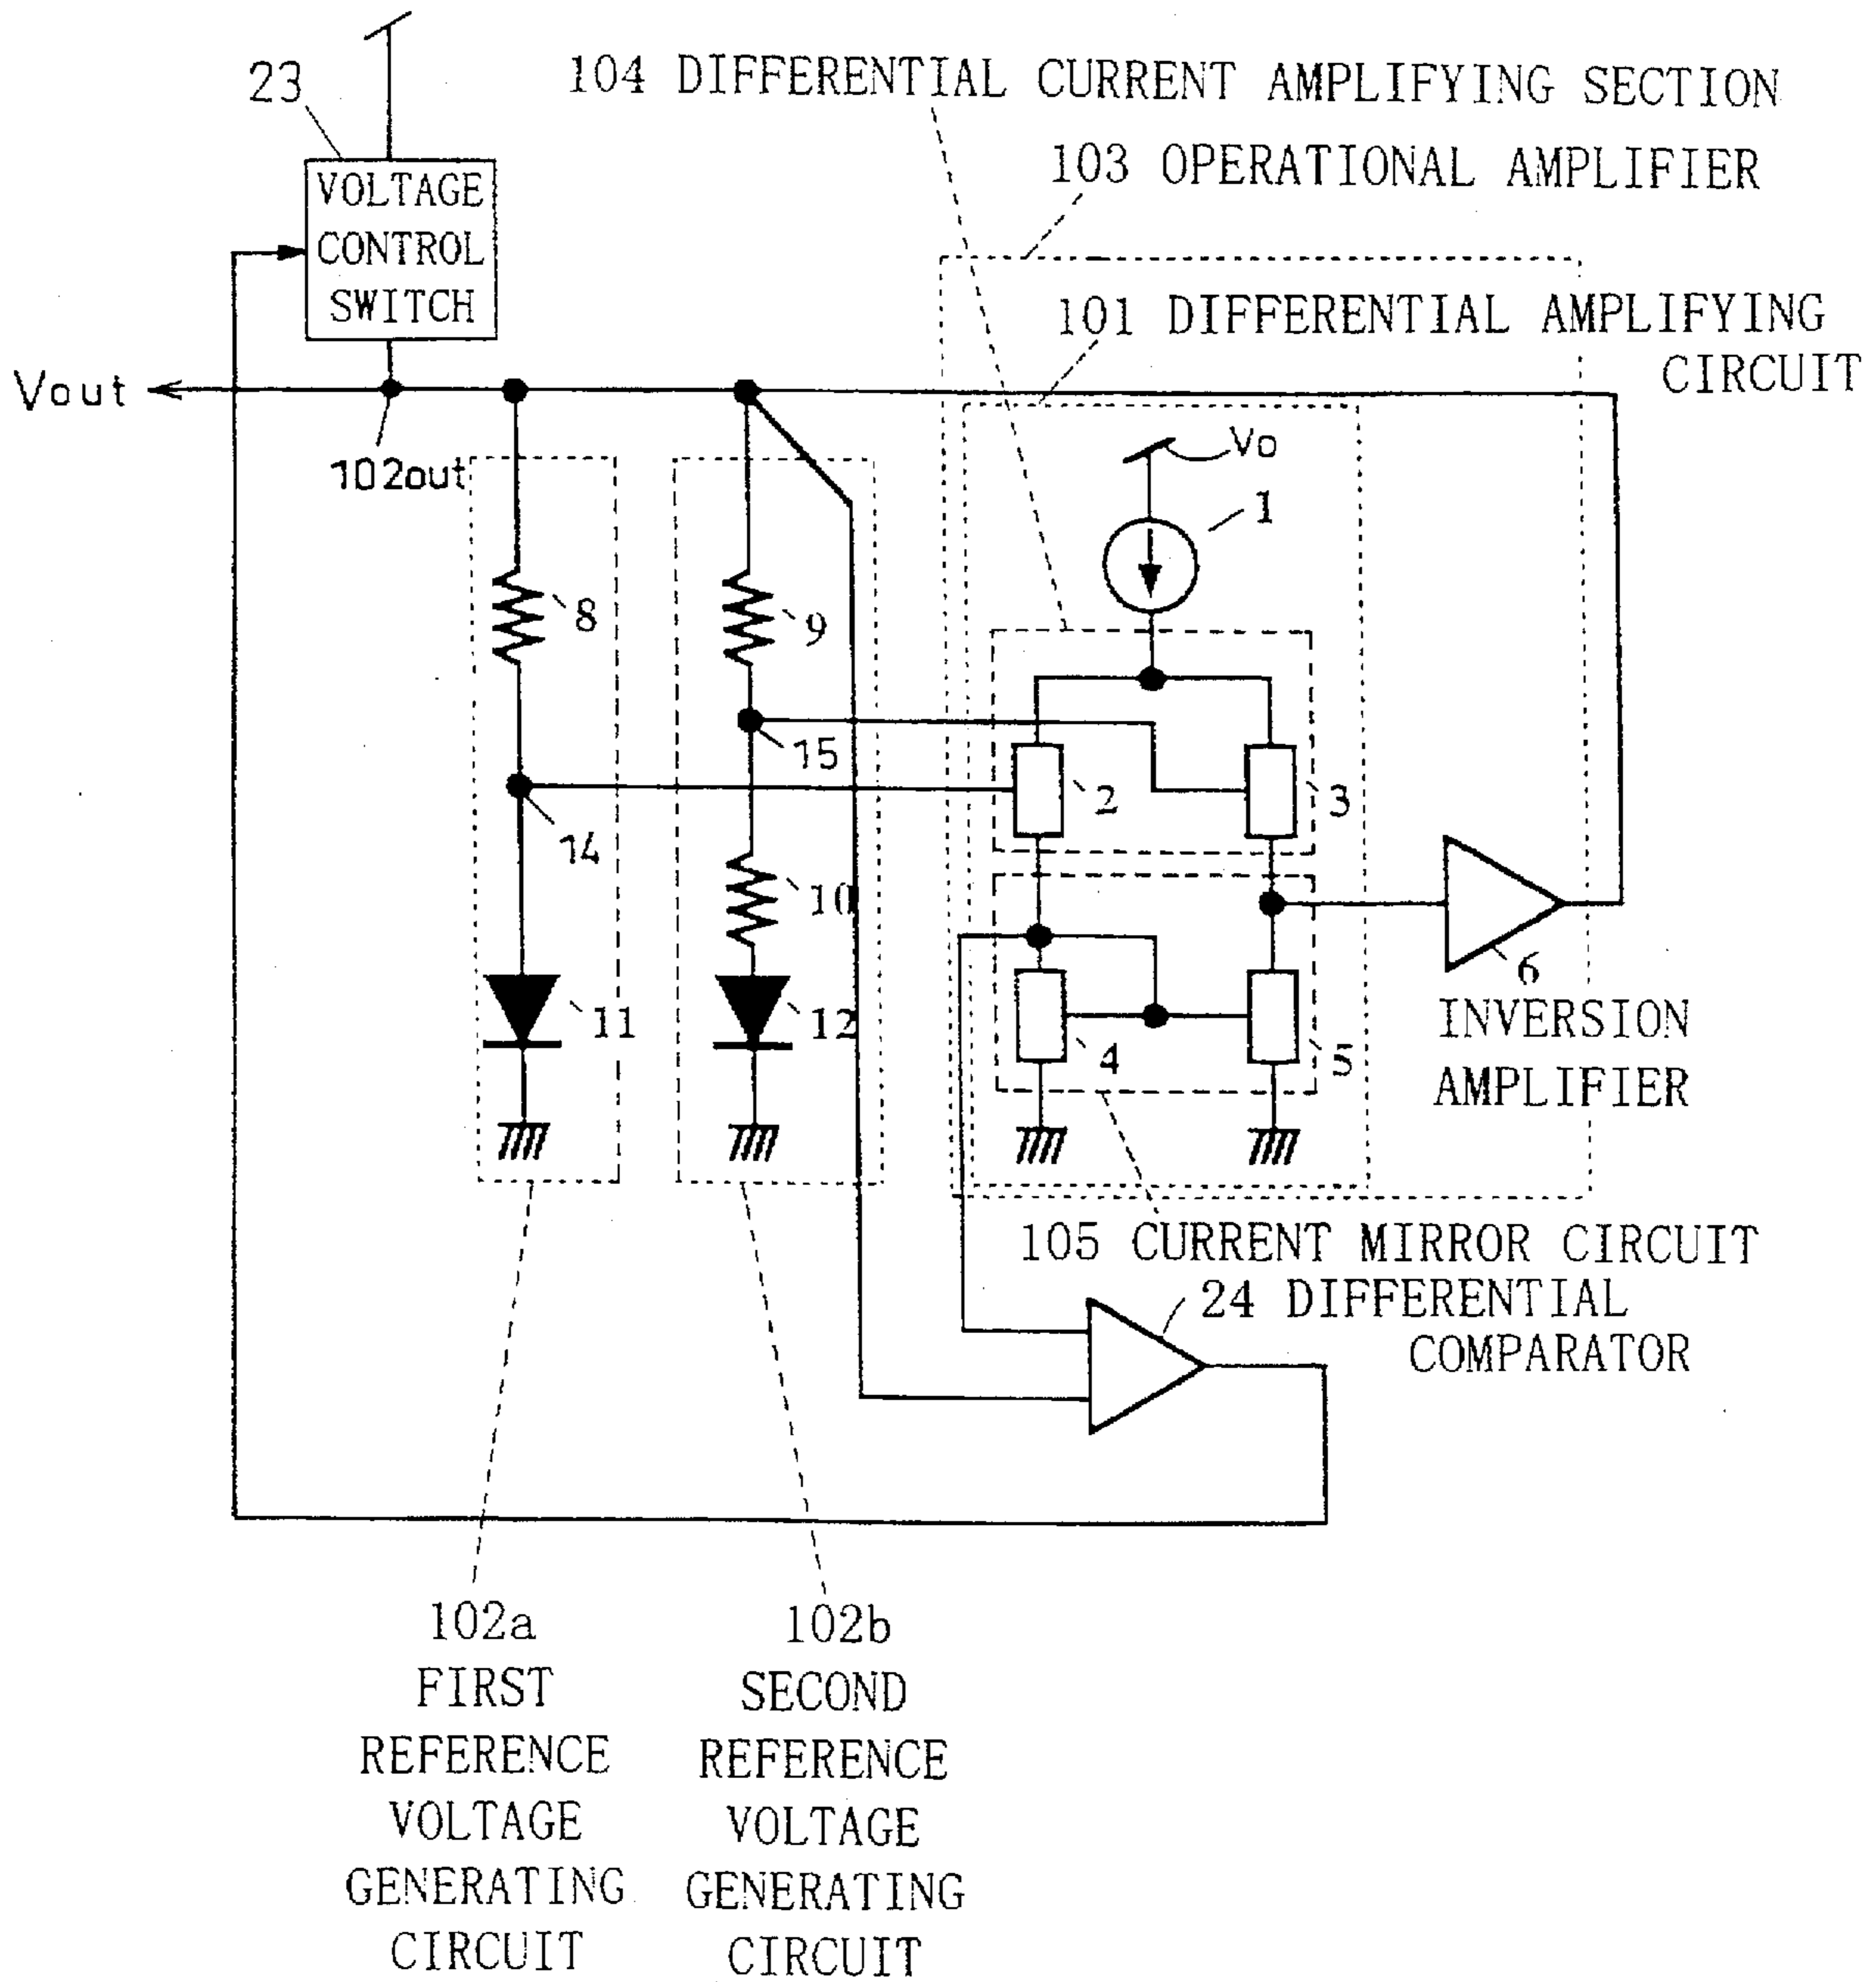 23
104 DIFFERENTIAL CURRENT AMPLIFYING SECTION
103 OPERATIONAL AMPLIFIER
VOLTAGE
CONTROL
SWITCH
101 DIFFERENTIAL AMPLIFYING
CIRCUIT
Vout
102out
Vo
1
8
9
15
2
3
14
10
6
INVERSION
AMPLIFIER
11
12
4
5
105 CURRENT MIRROR CIRCUIT
24 DIFFERENTIAL
COMPARATOR
102a
FIRST
REFERENCE
VOLTAGE
GENERATING
CIRCUIT
102b
SECOND
REFERENCE
VOLTAGE
GENERATING
CIRCUIT